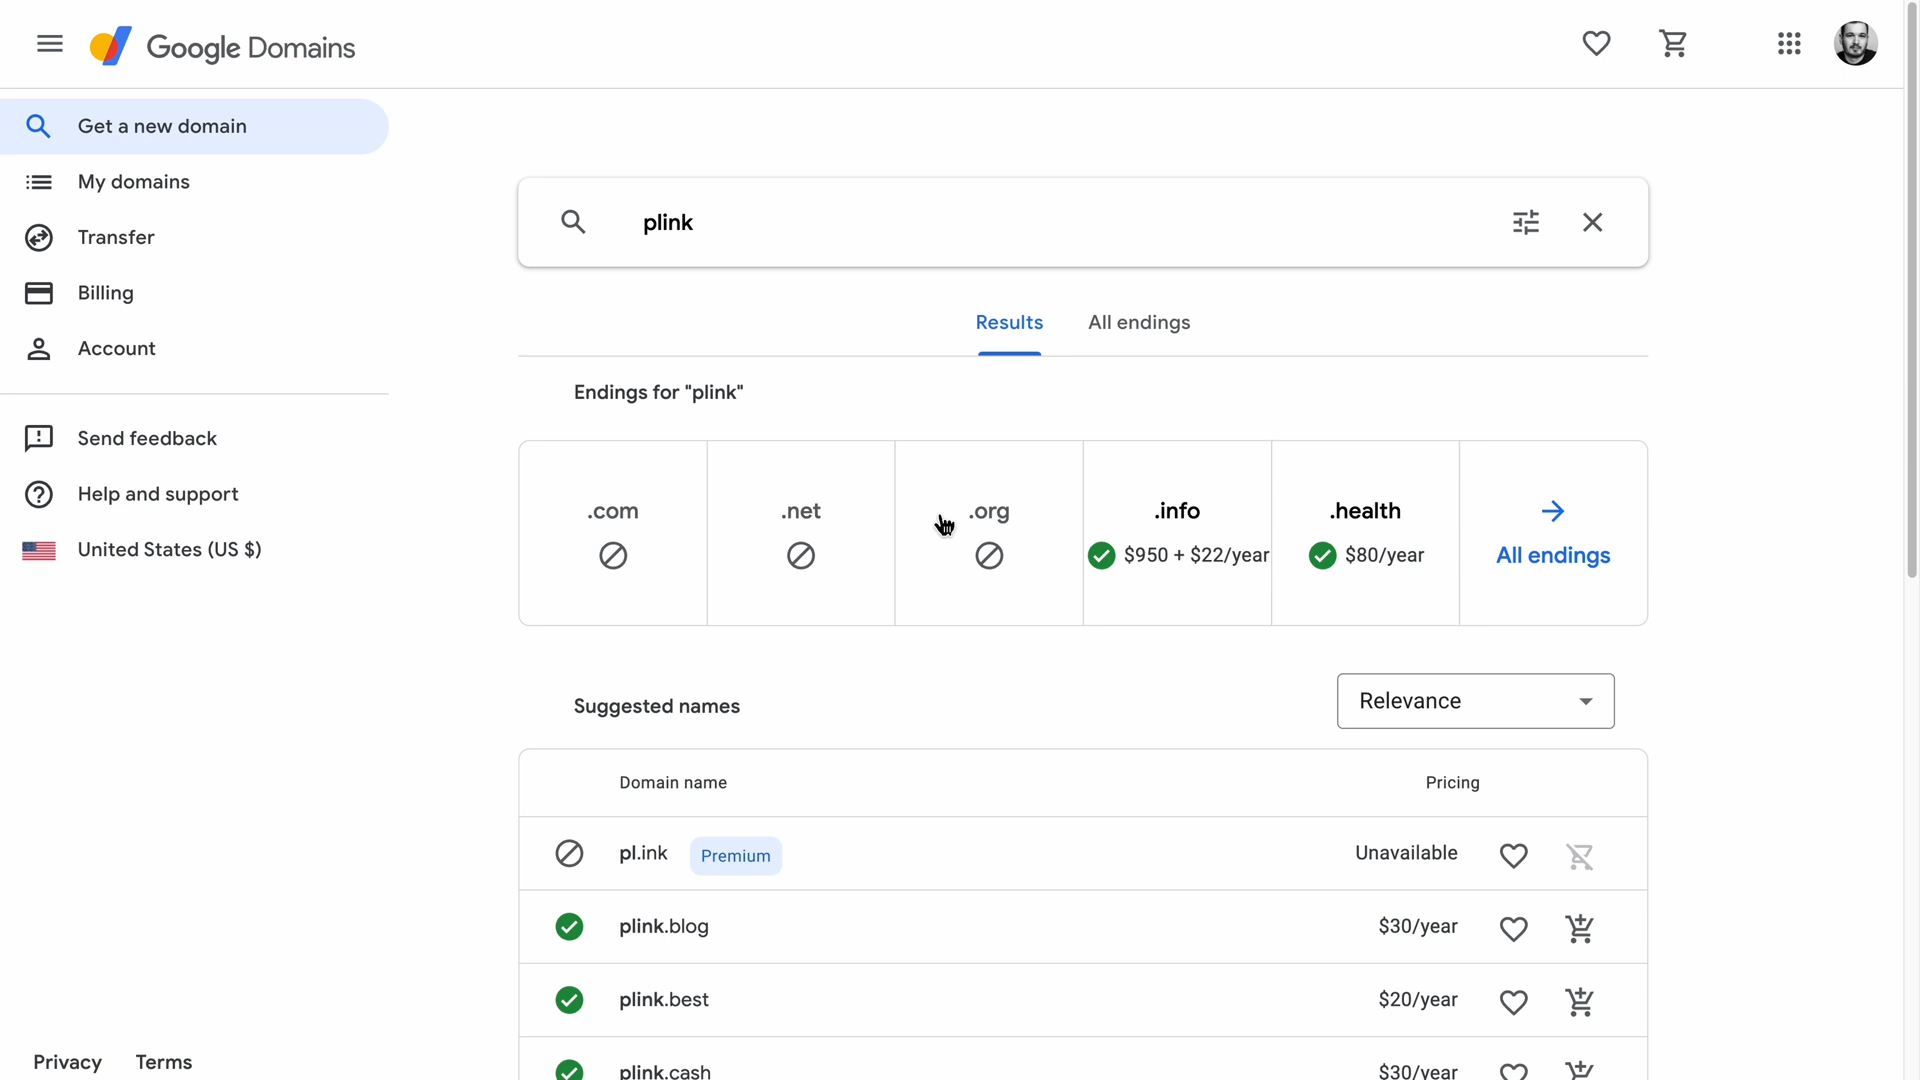 Google Domains
Get a new domain
My domains
Transfer
Billing
Account
Send feedback
Help and support
United States (US $)
Privacy Terms
plink
Results All endings
Endings for "plink"
.com .net .org .info .health
$950 + $22/year $80/year All endings
Suggested names Relevance
Domain name Pricing
pl.ink Premium Unavailable
plink.blog $30/year
plink.best $20/year
plink.cash $30/year